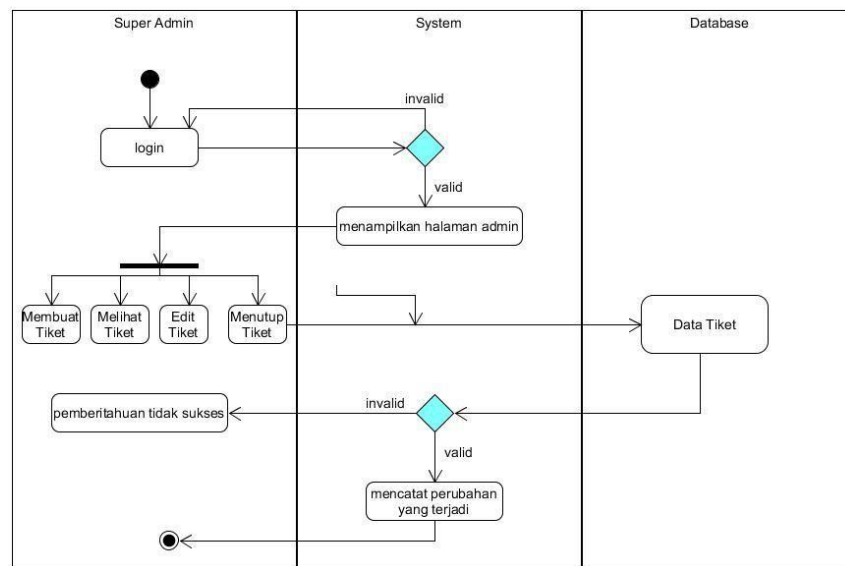 Super Admin
System
Database
invalid
login
valid
menampilkan halaman admin
Membuat
Tiket
Melihat
Tiket
Edit
Tiket
Menutup
Tiket
Data Tiket
pemberitahuan tidak sukses
invalid
valid
mencatat perubahan
yang terjadi